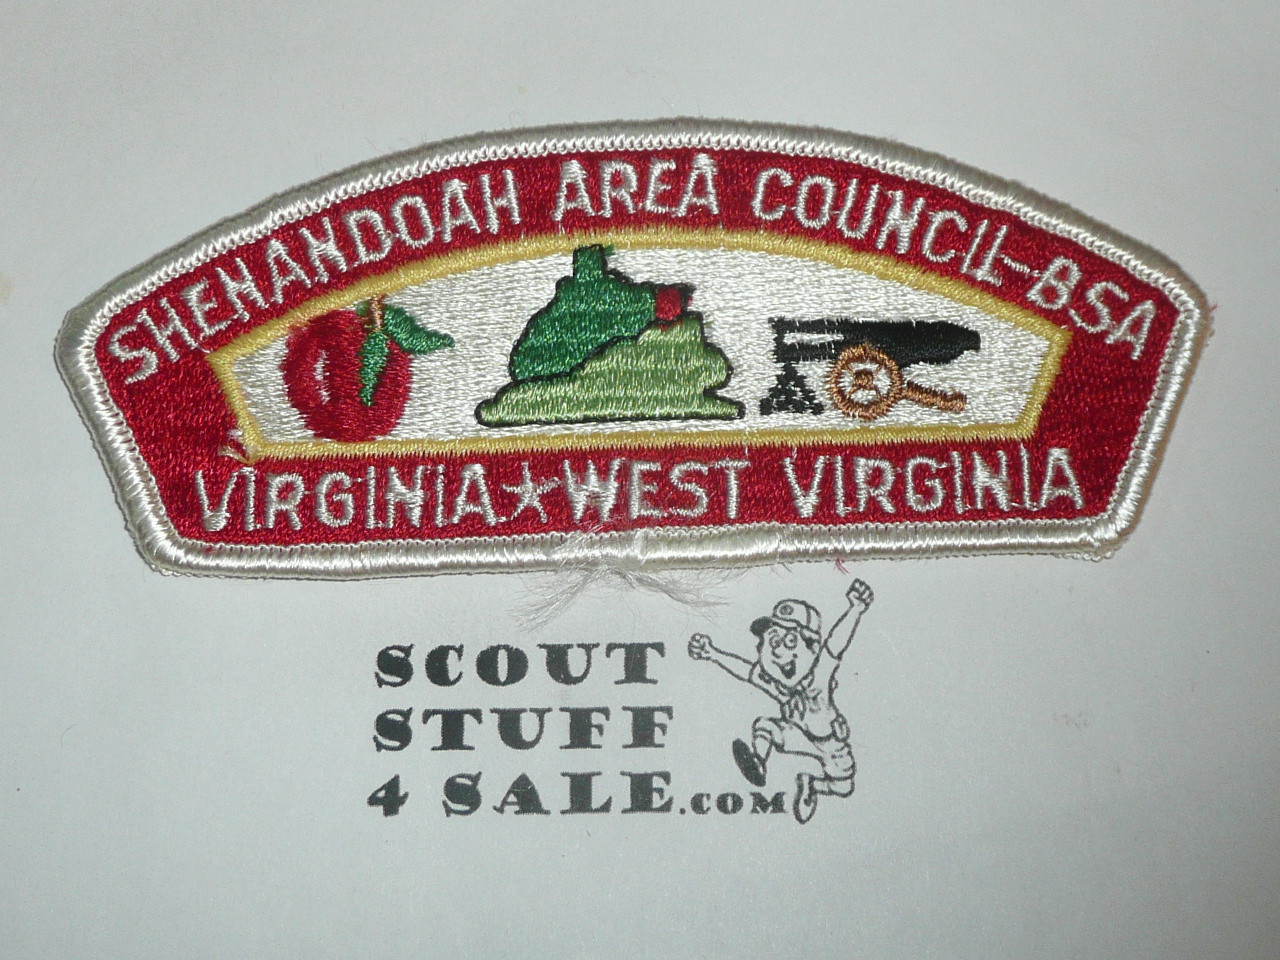 SHENANDOAH AREA COUNCIL-BSA
VIRGINIA★WEST VIRGINIA
SCOUT
STUFF
4 SALE.COM